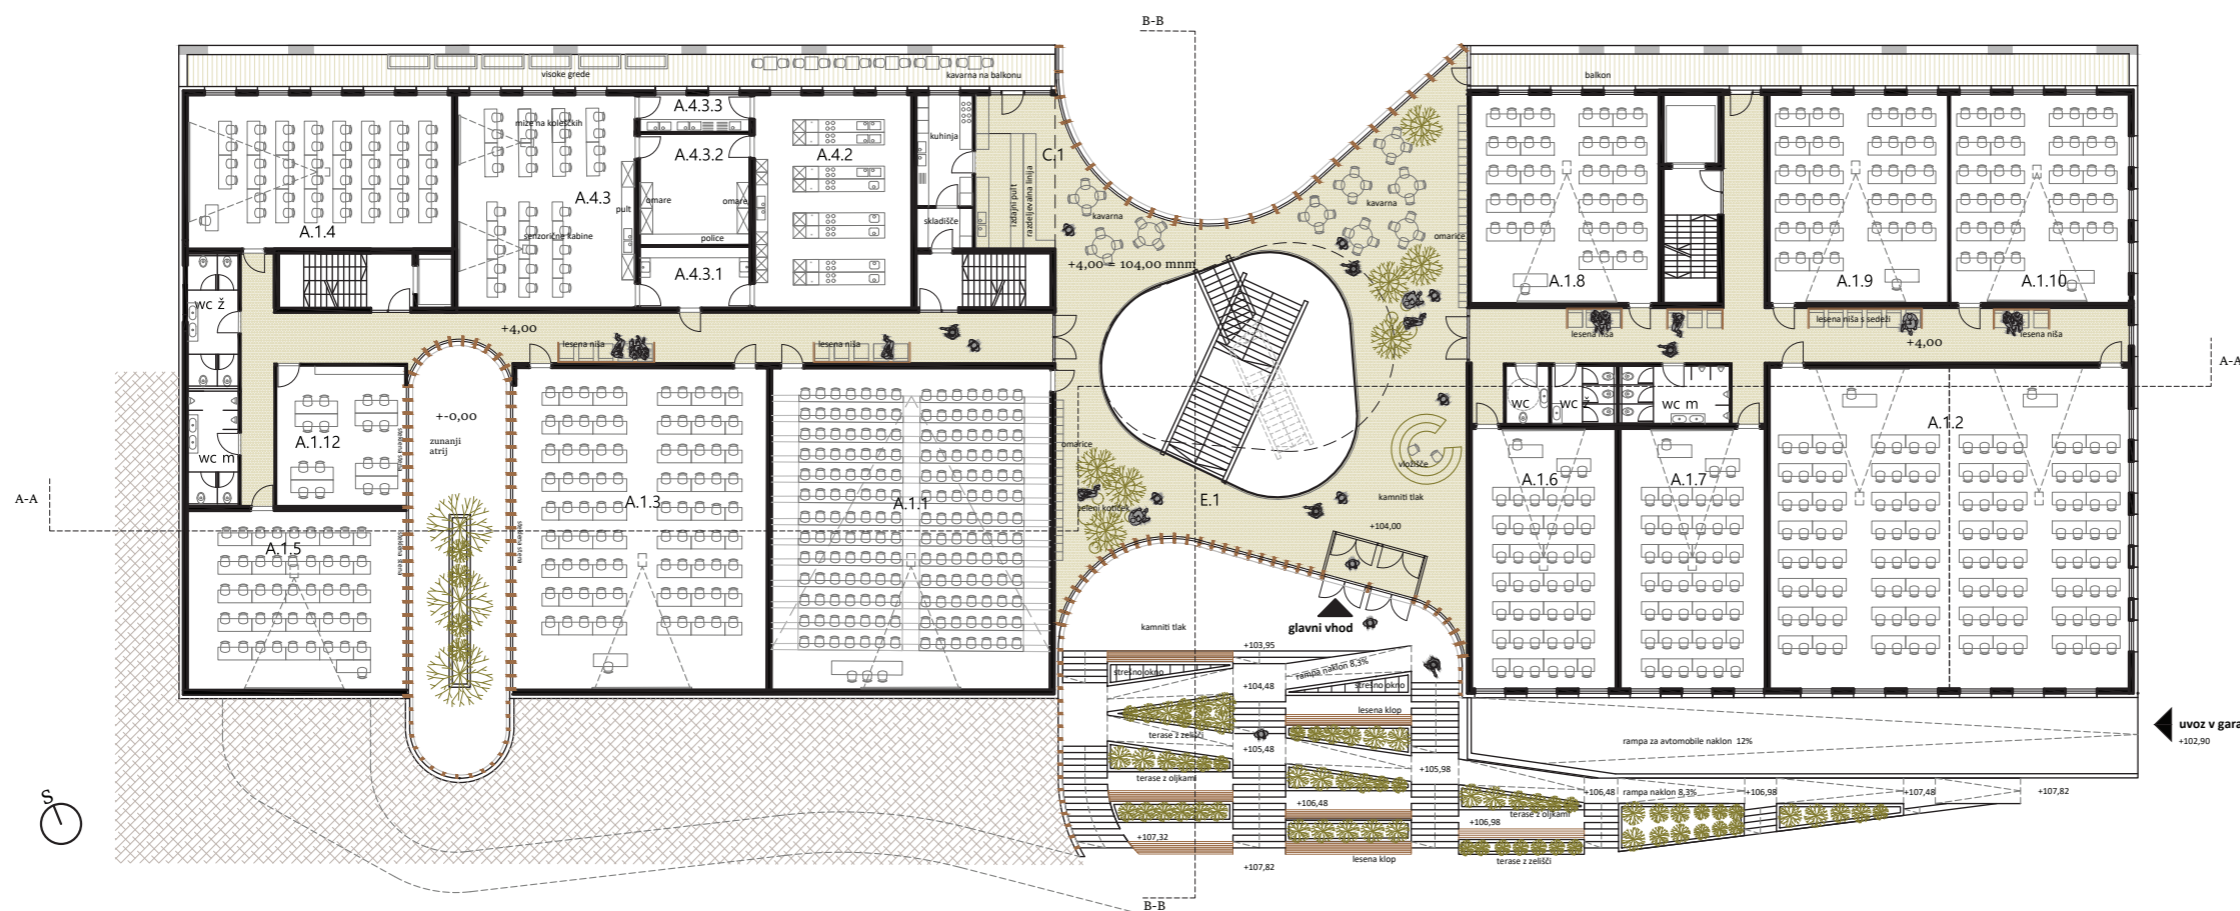 B-B
visoke grede
kavarna na balkonu
balkon
A.4.3.3
mize na koleščkih
A.4.3.2
A.4.2
kuhinja
C.1
A.4.3
pult
omare
omare
senzorične kabine
police
A.4.3.1
skladišče
izdajni pult
razdeljevalna linija
kavarna
kavarna
omarice
A.1.4
+4,00 = 104,00 mnm
A.1.8
A.1.9
A.1.10
wc ž
+4,00
lesena niša
lesena niša
lesena niša
lesena niša s sedeži
lesena niša
+4,00
A-A
+-0,00
zunanji
atrij
A.1.12
wc m
wc
wc ž
wc m
A.1.2
omarice
vložišče
kamniti tlak
A.1.6
A.1.7
A-A
A.1.3
A.1.1
E.1
zeleni kotiček
+104,00
A.1.5
steklena stena
steklena stena
steklena stena
glavni vhod
kamniti tlak
+103,95
rampa naklon 8,3%
strešno okno
+104,48
strešno okno
lesena klop
terase z zelišči
+105,48
+105,98
terase z oljkami
+106,48
+106,48
rampa naklon 8,3%
+106,98
+107,48
+107,82
rampa za avtomobile naklon 12%
uvoz v gara
+102,90
terase z oljkami
+106,98
+107,32
lesena klop
+107,82
terase z zelišči
S
B-B